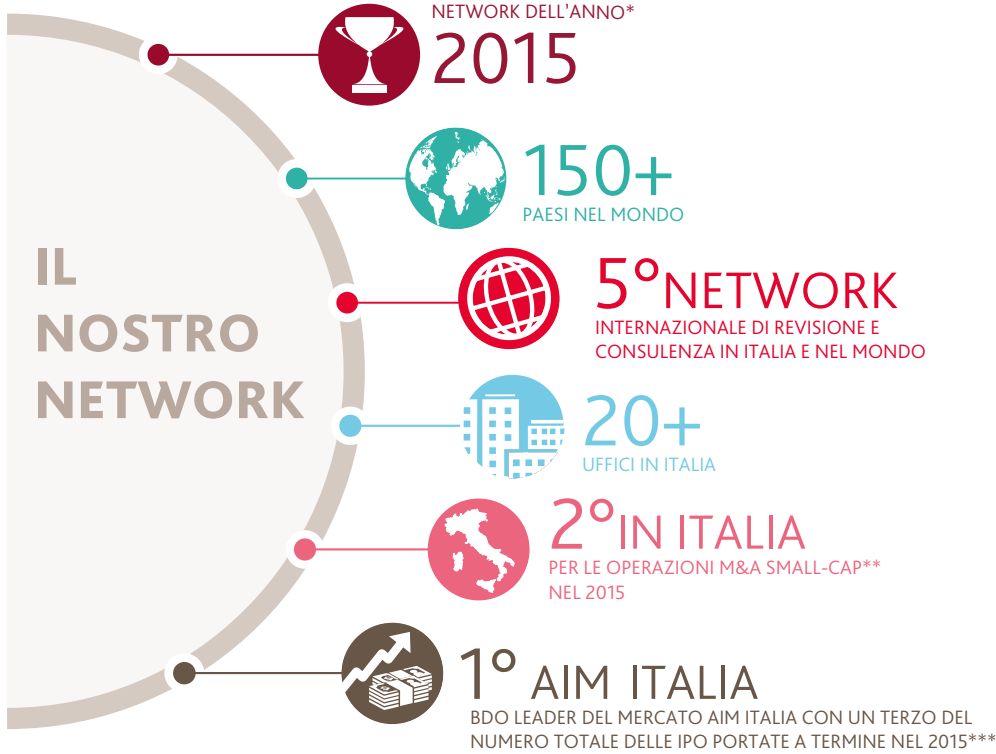 NETWORK DELL'ANNO*
2015
150+
PAESI NEL MONDO
IL
NOSTRO
NETWORK
5° NETWORK
INTERNAZIONALE DI REVISIONE E
CONSULENZA IN ITALIA E NEL MONDO
20+
UFFICI IN ITALIA
2° IN ITALIA
PER LE OPERAZIONI M&A SMALL-CAP**
NEL 2015
1° AIM ITALIA
BDO LEADER DEL MERCATO AIM ITALIA CON UN TERZO DEL
NUMERO TOTALE DELLE IPO PORTATE A TERMINE NEL 2015***